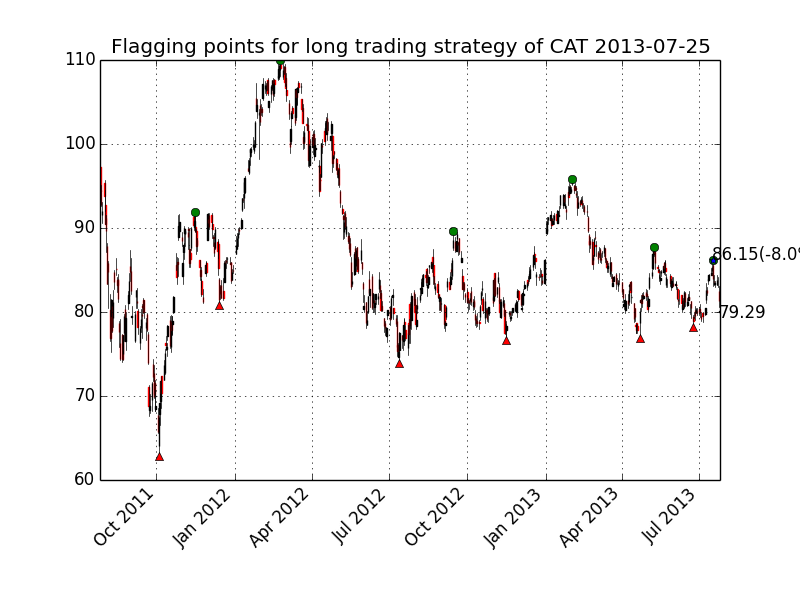 Flagging points for long trading strategy of CAT 2013-07-25
110
100
90
80
70
60
86.15(-8.0%
79.29
Oct 2011
Jan 2012
Apr 2012
Jul 2012
Oct 2012
Jan 2013
Apr 2013
Jul 2013